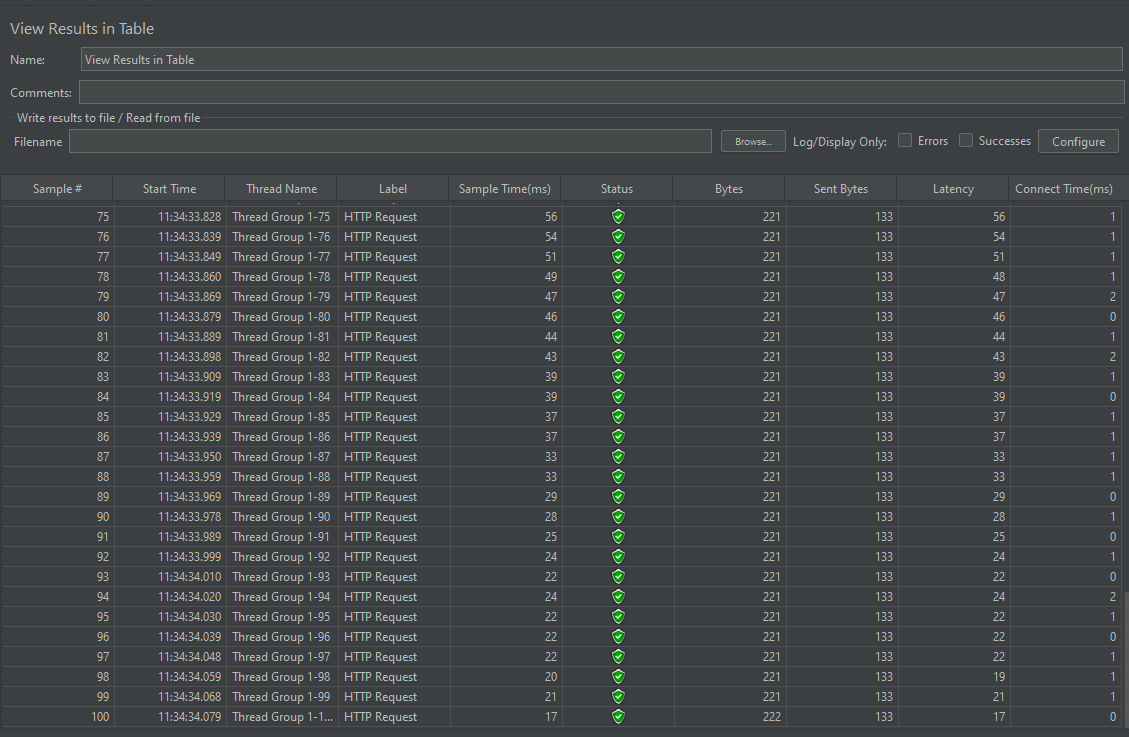 View Results in Table
Name: View Results in Table
Comments:
Write results to file / Read from file
Filename Browse... Log/Display Only: Errors Successes Configure
Sample # Start Time Thread Name Label Sample Time(ms) Status Bytes Sent Bytes Latency Connect Time(ms)
75 11:34:33.828 Thread Group 1-75 HTTP Request 56 221 133 56 1
76 11:34:33.839 Thread Group 1-76 HTTP Request 54 221 133 54 1
77 11:34:33.849 Thread Group 1-77 HTTP Request 51 221 133 51 1
78 11:34:33.860 Thread Group 1-78 HTTP Request 49 221 133 48 1
79 11:34:33.869 Thread Group 1-79 HTTP Request 47 221 133 47 2
80 11:34:33.879 Thread Group 1-80 HTTP Request 46 221 133 46 0
81 11:34:33.889 Thread Group 1-81 HTTP Request 44 221 133 44 1
82 11:34:33.898 Thread Group 1-82 HTTP Request 43 221 133 43 2
83 11:34:33.909 Thread Group 1-83 HTTP Request 39 221 133 39 1
84 11:34:33.919 Thread Group 1-84 HTTP Request 39 221 133 39 0
85 11:34:33.929 Thread Group 1-85 HTTP Request 37 221 133 37 1
86 11:34:33.939 Thread Group 1-86 HTTP Request 37 221 133 37 1
87 11:34:33.950 Thread Group 1-87 HTTP Request 33 221 133 33 1
88 11:34:33.959 Thread Group 1-88 HTTP Request 33 221 133 33 1
89 11:34:33.969 Thread Group 1-89 HTTP Request 29 221 133 29 0
90 11:34:33.978 Thread Group 1-90 HTTP Request 28 221 133 28 1
91 11:34:33.989 Thread Group 1-91 HTTP Request 25 221 133 25 0
92 11:34:33.999 Thread Group 1-92 HTTP Request 24 221 133 24 1
93 11:34:34.010 Thread Group 1-93 HTTP Request 22 221 133 22 0
94 11:34:34.020 Thread Group 1-94 HTTP Request 24 221 133 24 2
95 11:34:34.030 Thread Group 1-95 HTTP Request 22 221 133 22 1
96 11:34:34.039 Thread Group 1-96 HTTP Request 22 221 133 22 0
97 11:34:34.048 Thread Group 1-97 HTTP Request 22 221 133 22 1
98 11:34:34.059 Thread Group 1-98 HTTP Request 20 221 133 19 1
99 11:34:34.068 Thread Group 1-99 HTTP Request 21 221 133 21 1
100 11:34:34.079 Thread Group 1-1... HTTP Request 17 222 133 17 0